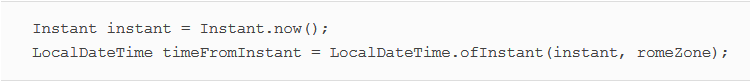 Instant instant = Instant.now();
LocalDateTime timeFromInstant = LocalDateTime.ofInstant(instant, romeZone);